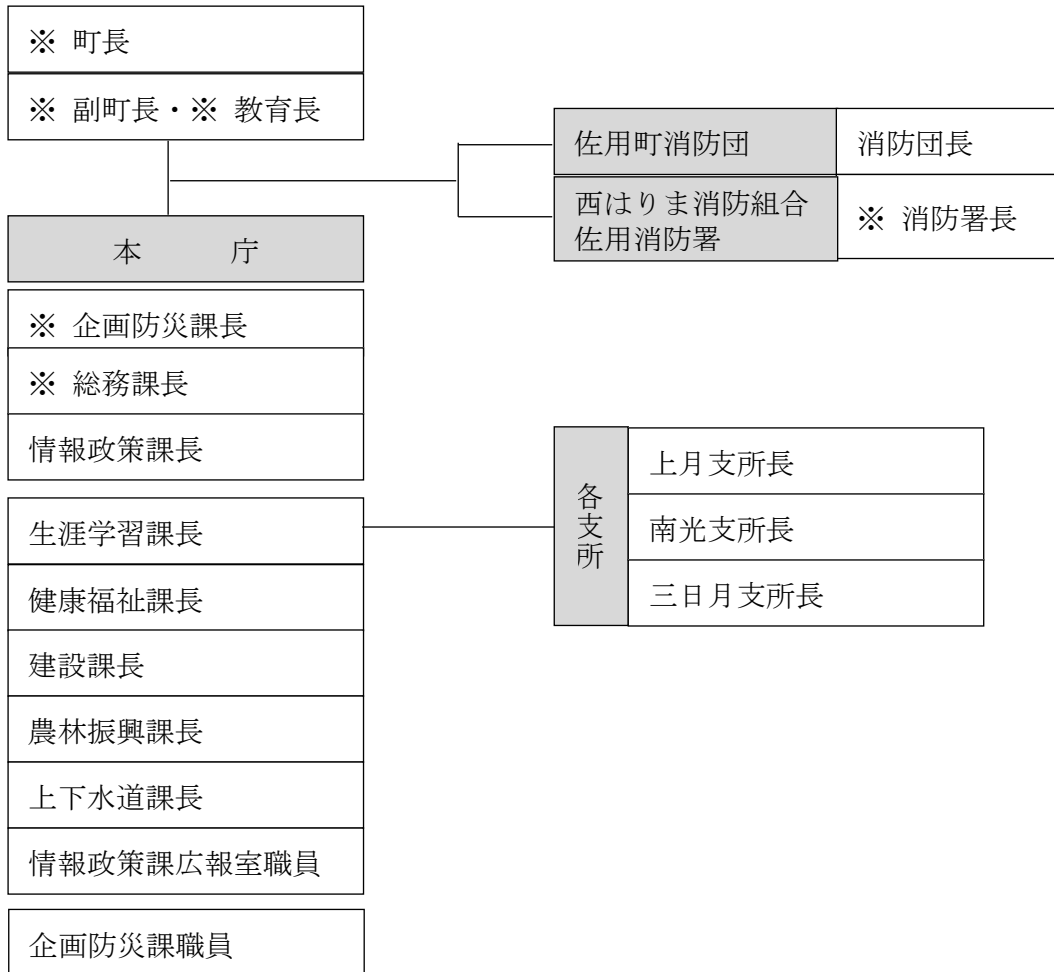 ※ 町長
※ 副町長・※ 教育長
佐用町消防団
消防団長
西はりま消防組合
佐用消防署
※ 消防署長
本　　　庁
※ 企画防災課長
※ 総務課長
情報政策課長
生涯学習課長
健康福祉課長
建設課長
農林振興課長
上下水道課長
情報政策課広報室職員
企画防災課職員
各支所
上月支所長
南光支所長
三日月支所長